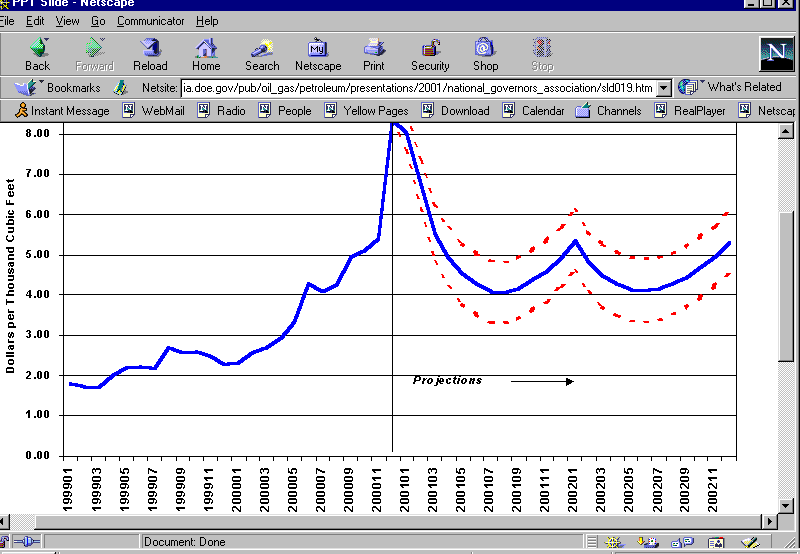 PPT Slide - Netscape
File Edit View Go Communicator Help
Back Forward Reload Home Search Netscape Print Security Shop Stop
My
N
Bookmarks Netsite: ia.doe.gov/pub/oil_gas/petroleum/presentations/2001/national_governors_association/sld019.htm What's Related
Instant Message WebMail Radio People Yellow Pages Download Calendar Channels RealPlayer Netscap
8.00
7.00
6.00
5.00
4.00
3.00
2.00
1.00
0.00
Dollars per Thousand Cubic Feet
Projections
199901 199903 199905 199907 199909 199911 200001 200003 200005 200007 200009 200011 200101 200103 200105 200107 200109 200111 200201 200203 200205 200207 200209 200211
Document: Done